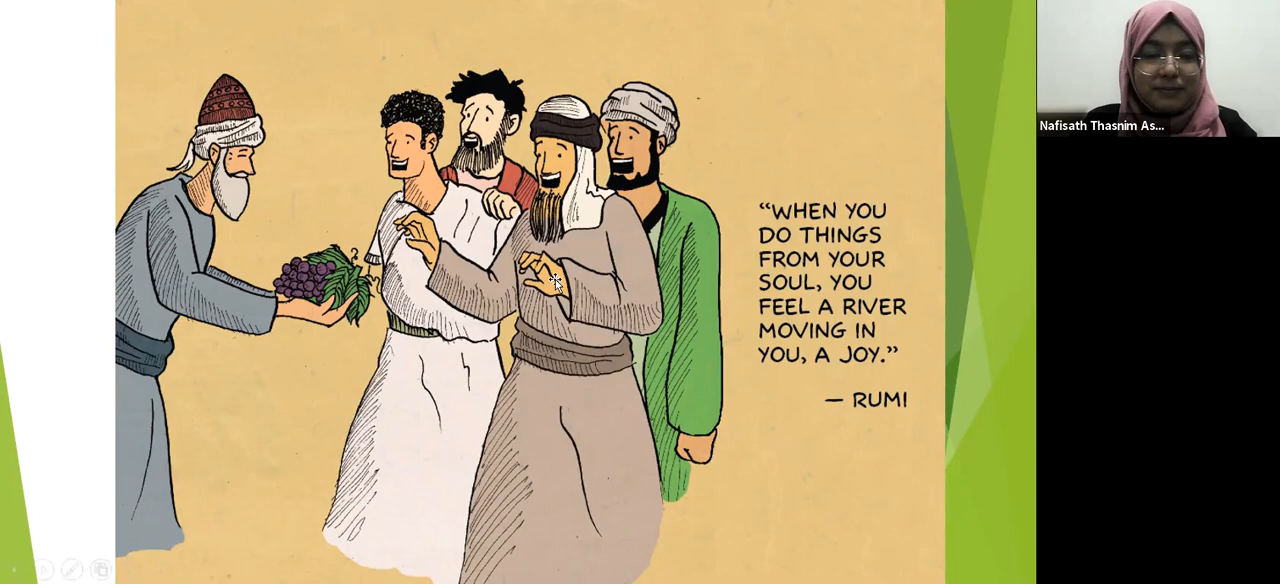 “WHEN YOU
DO THINGS
FROM YOUR
SOUL, YOU
FEEL A RIVER
MOVING IN
YOU, A JOY.”
— RUMI
Nafisath Thasnim As...